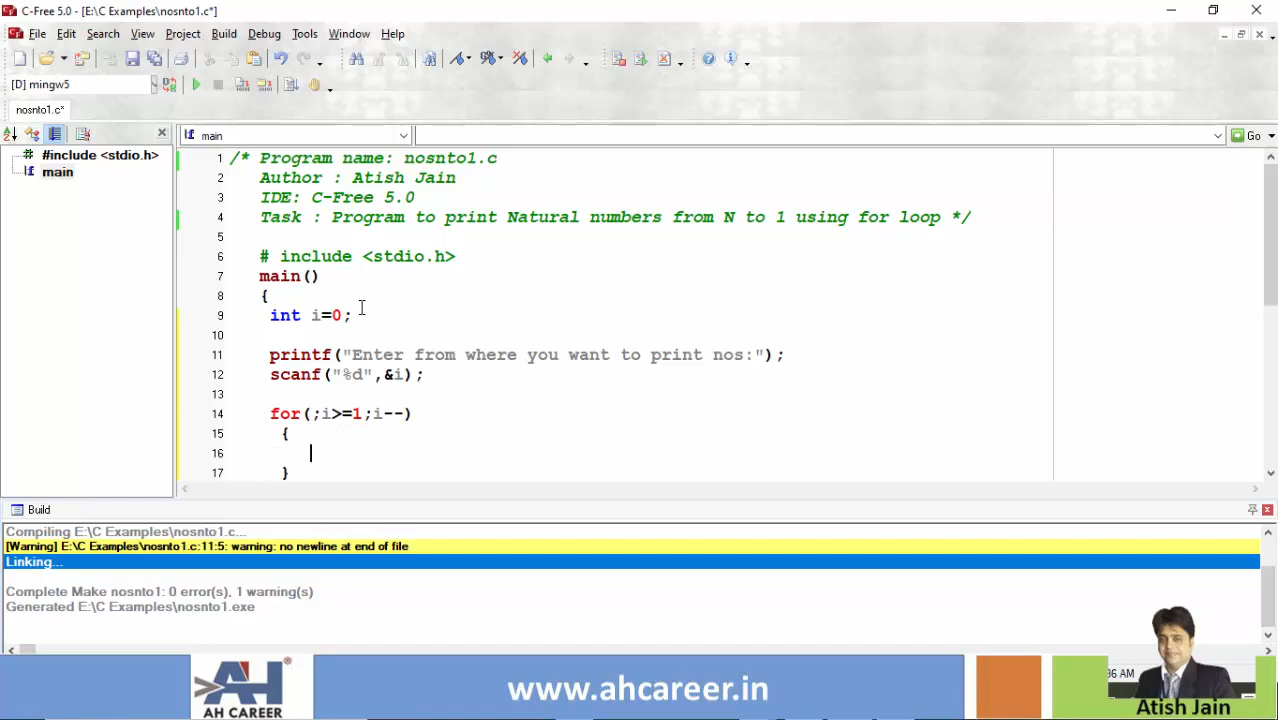 C-Free 5.0 - [E:\C Examples\nosnto1.c*]
File Edit Search View Project Build Debug Tools Window Help
[D] mingw5
nosnto1.c*
main
Go
#include <stdio.h>
main
1 /* Program name: nosnto1.c
2 Author : Atish Jain
3 IDE: C-Free 5.0
4 Task : Program to print Natural numbers from N to 1 using for loop */
5
6 # include <stdio.h>
7 main()
8 {
9 int i=0;
10
11 printf("Enter from where you want to print nos:");
12 scanf("%d",&i);
13
14 for(;i>=1;i--)
15 {
16
17 }
Build
Compiling E:\C Examples\nosnto1.c...
[Warning] E:\C Examples\nosnto1.c:11:5: warning: no newline at end of file
Linking...
Complete Make nosnto1: 0 error(s), 1 warning(s)
Generated E:\C Examples\nosnto1.exe
AH
AH CAREER
www.ahcareer.in
36 AM
Atish Jain